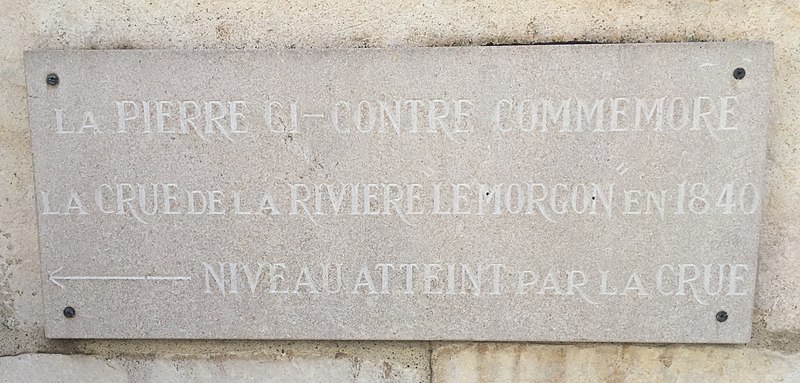 LA PIERRE CI-CONTRE COMMEMORE
LA CRUE DE LA RIVIERE LE MORGON EN 1840
← NIVEAU ATTEINT PAR LA CRUE